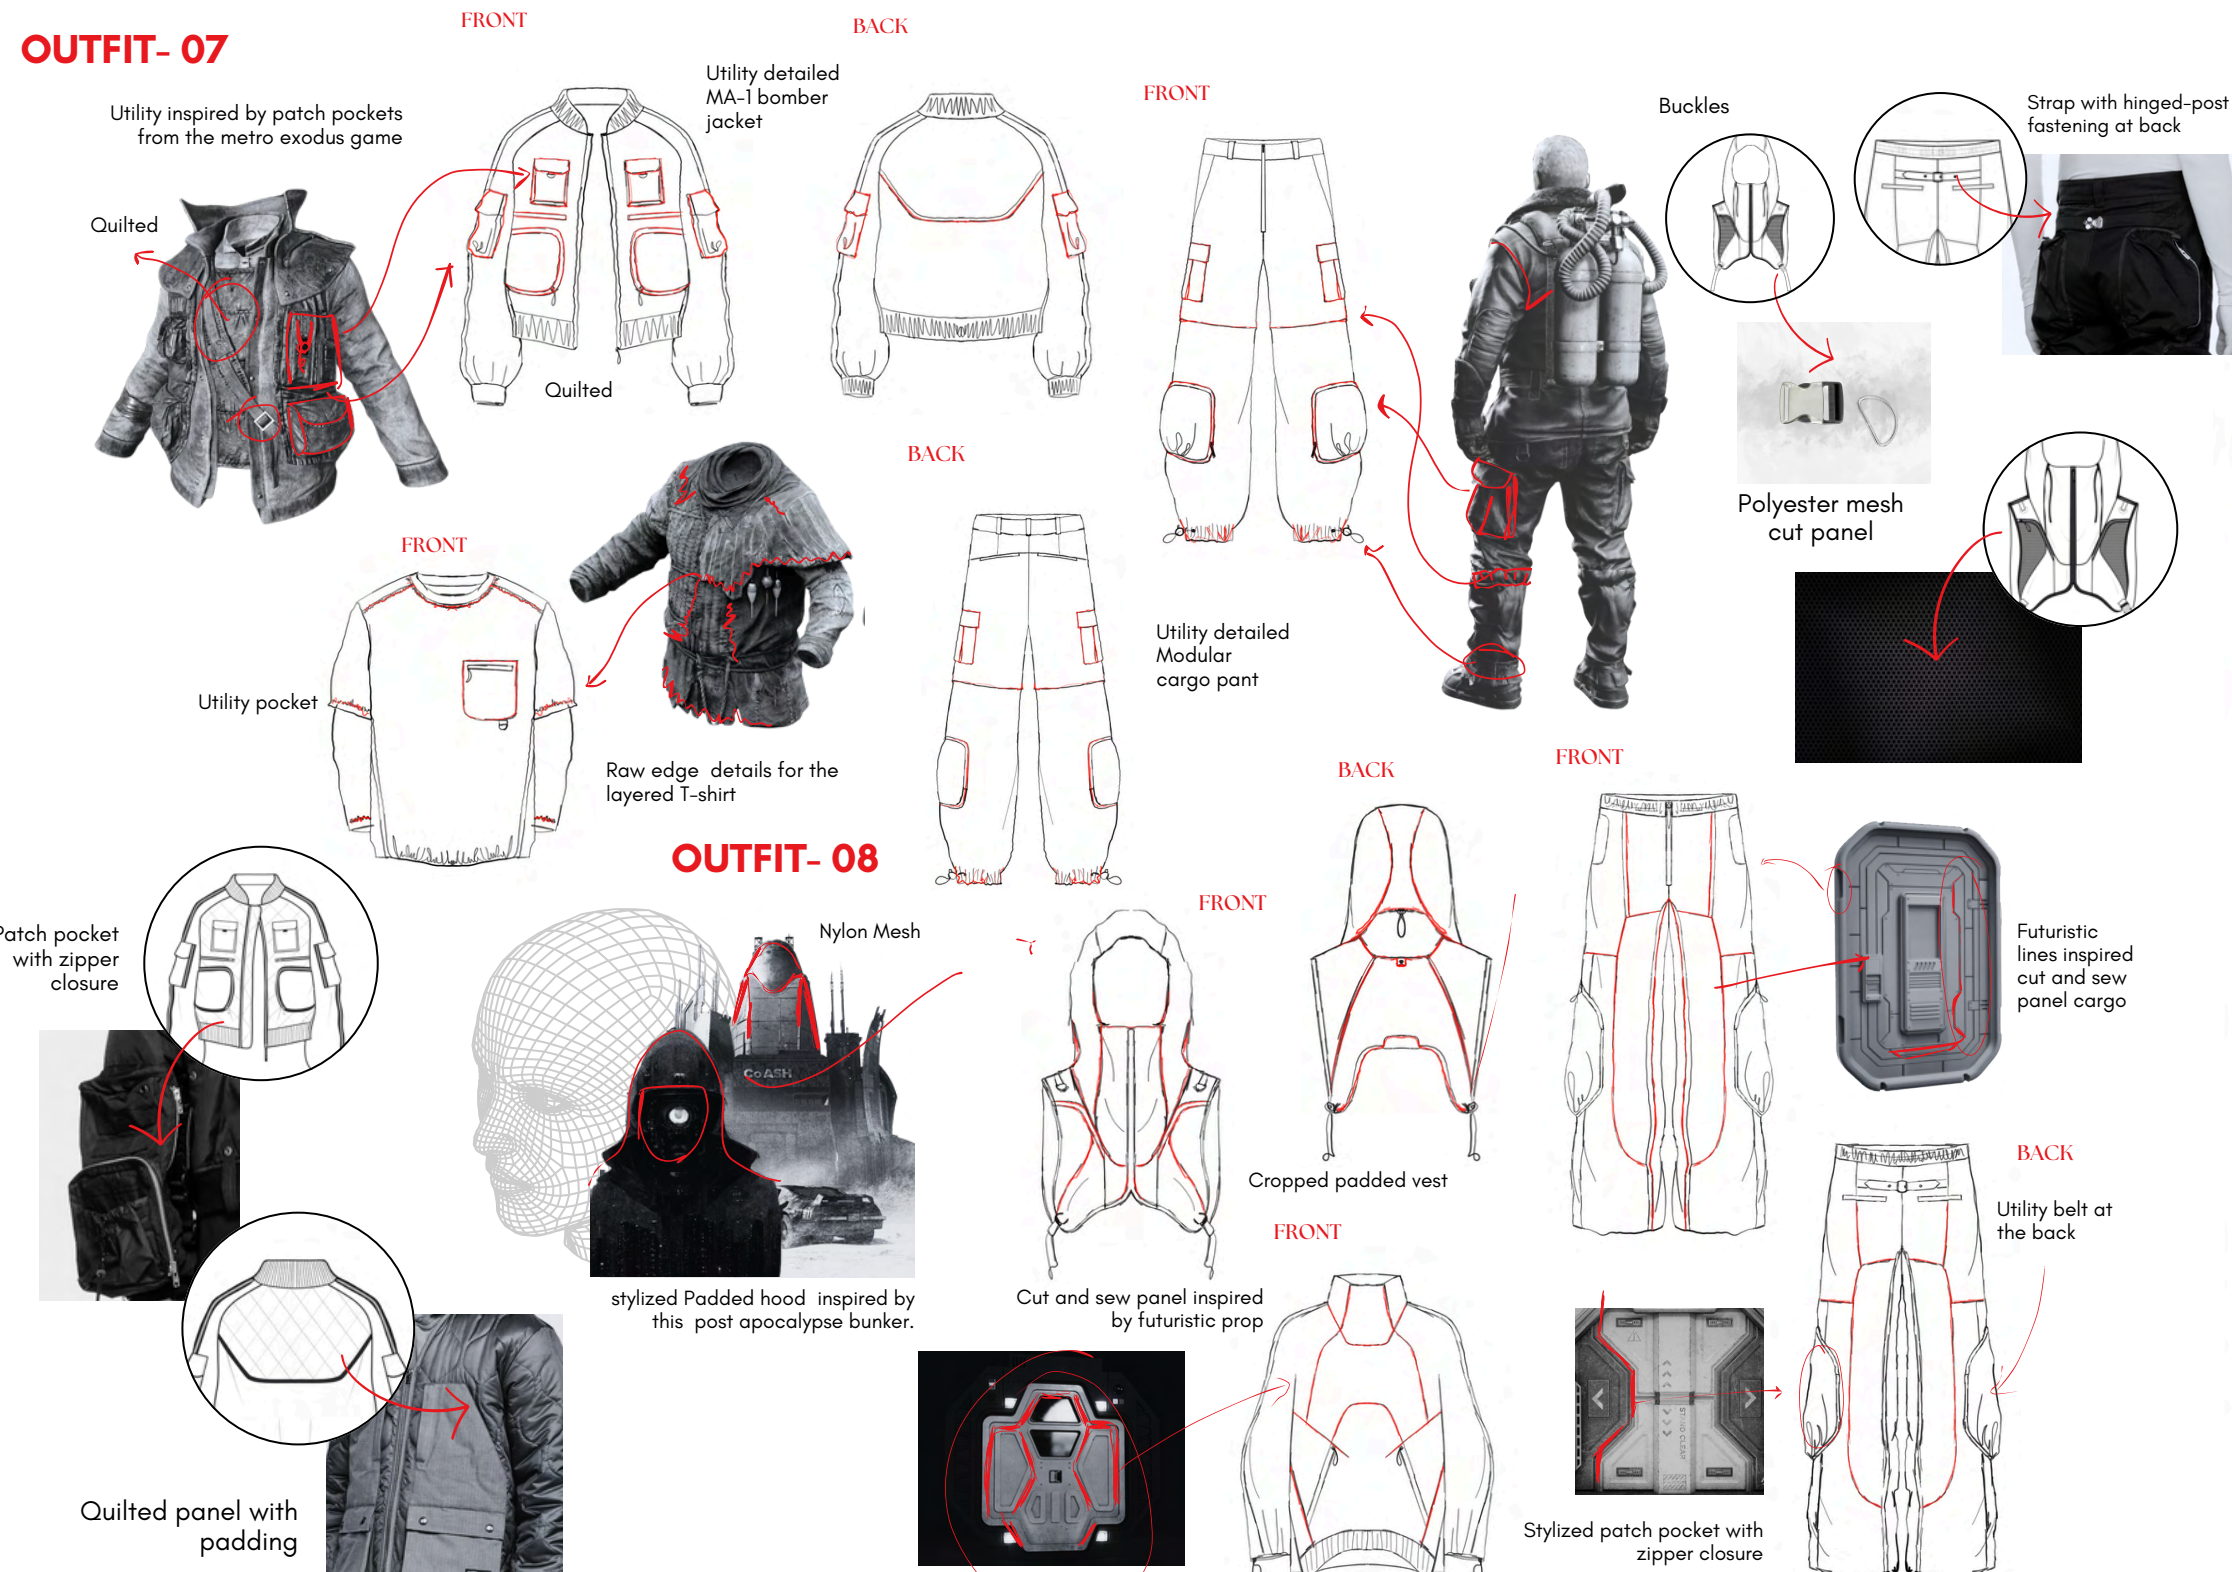 FRONT
BACK
OUTFIT- 07
Utility detailed
MA-1 bomber
jacket
FRONT
Buckles
Strap with hinged-post
fastening at back
Utility inspired by patch pockets
from the metro exodus game
Quilted
Quilted
BACK
Polyester mesh
cut panel
FRONT
Utility detailed
Modular
cargo pant
Utility pocket
Raw edge details for the
layered T-shirt
BACK
FRONT
OUTFIT- 08
FRONT
Nylon Mesh
Patch pocket
with zipper
closure
Futuristic
lines inspired
cut and sew
panel cargo
CoASH
Cropped padded vest
BACK
Utility belt at
the back
FRONT
stylized Padded hood inspired by
this post apocalypse bunker.
Cut and sew panel inspired
by futuristic prop
STAND CLEAR
Quilted panel with
padding
Stylized patch pocket with
zipper closure